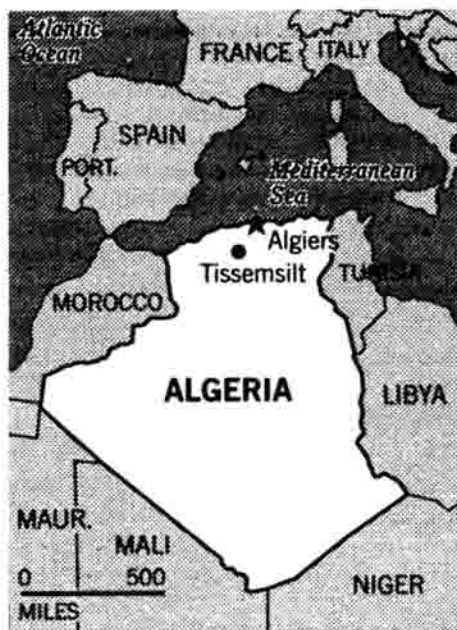 Atlantic
Ocean
FRANCE
ITALY
SPAIN
PORT.
Mediterranean
Sea
Algiers
Tissemsilt
TUNISIA
MOROCCO
ALGERIA
LIBYA
MAUR.
MALI
0 500
MILES
NIGER